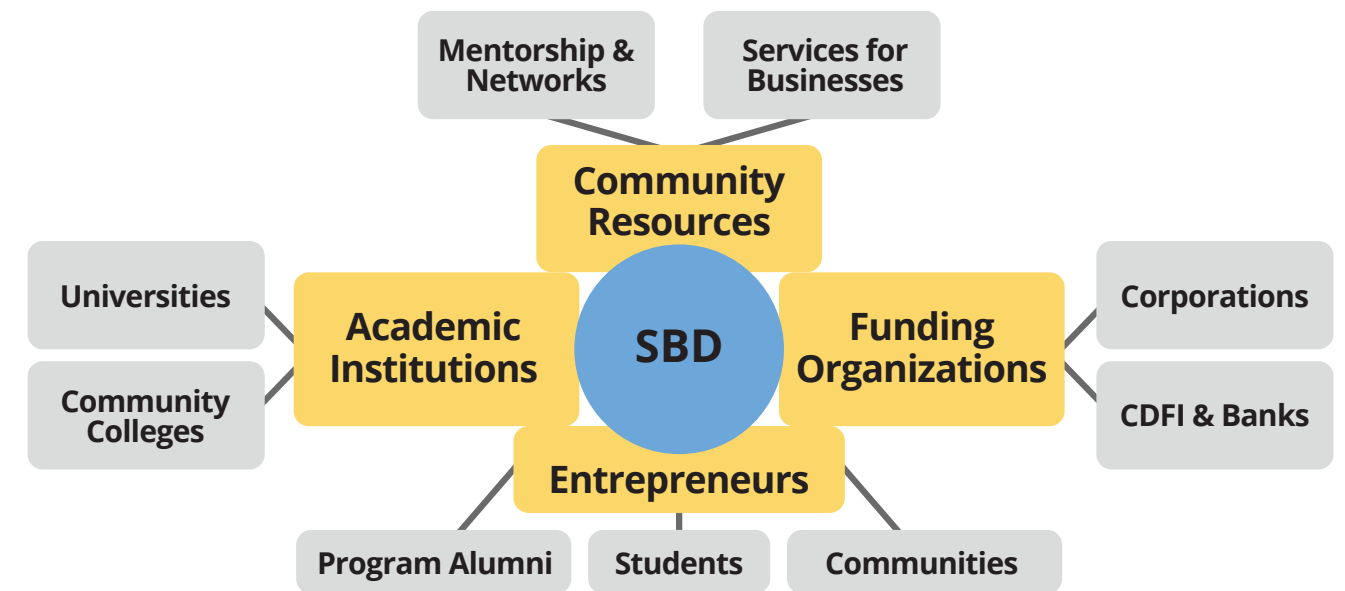 Mentorship &
Networks
Services for
Businesses
Community
Resources
Universities
Community
Colleges
Academic
Institutions
SBD
Funding
Organizations
Corporations
CDFI & Banks
Entrepreneurs
Program Alumni
Students
Communities